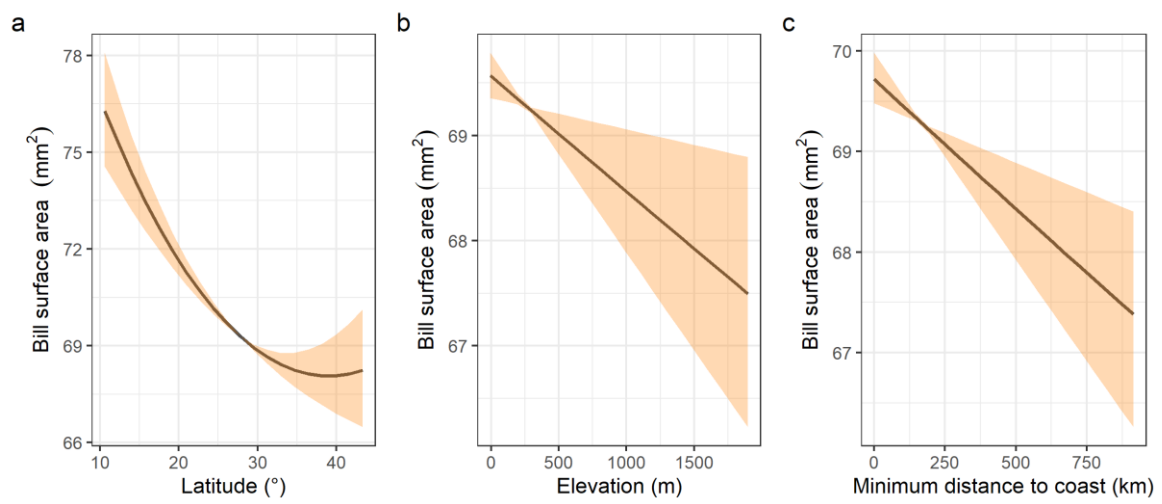 a
78
75
72
69
66
Bill surface area (mm²)
10
20
30
40
Latitude (°)
b
69
68
67
Bill surface area (mm²)
0
500
1000
1500
Elevation (m)
c
70
69
68
67
Bill surface area (mm²)
0
250
500
750
Minimum distance to coast (km)